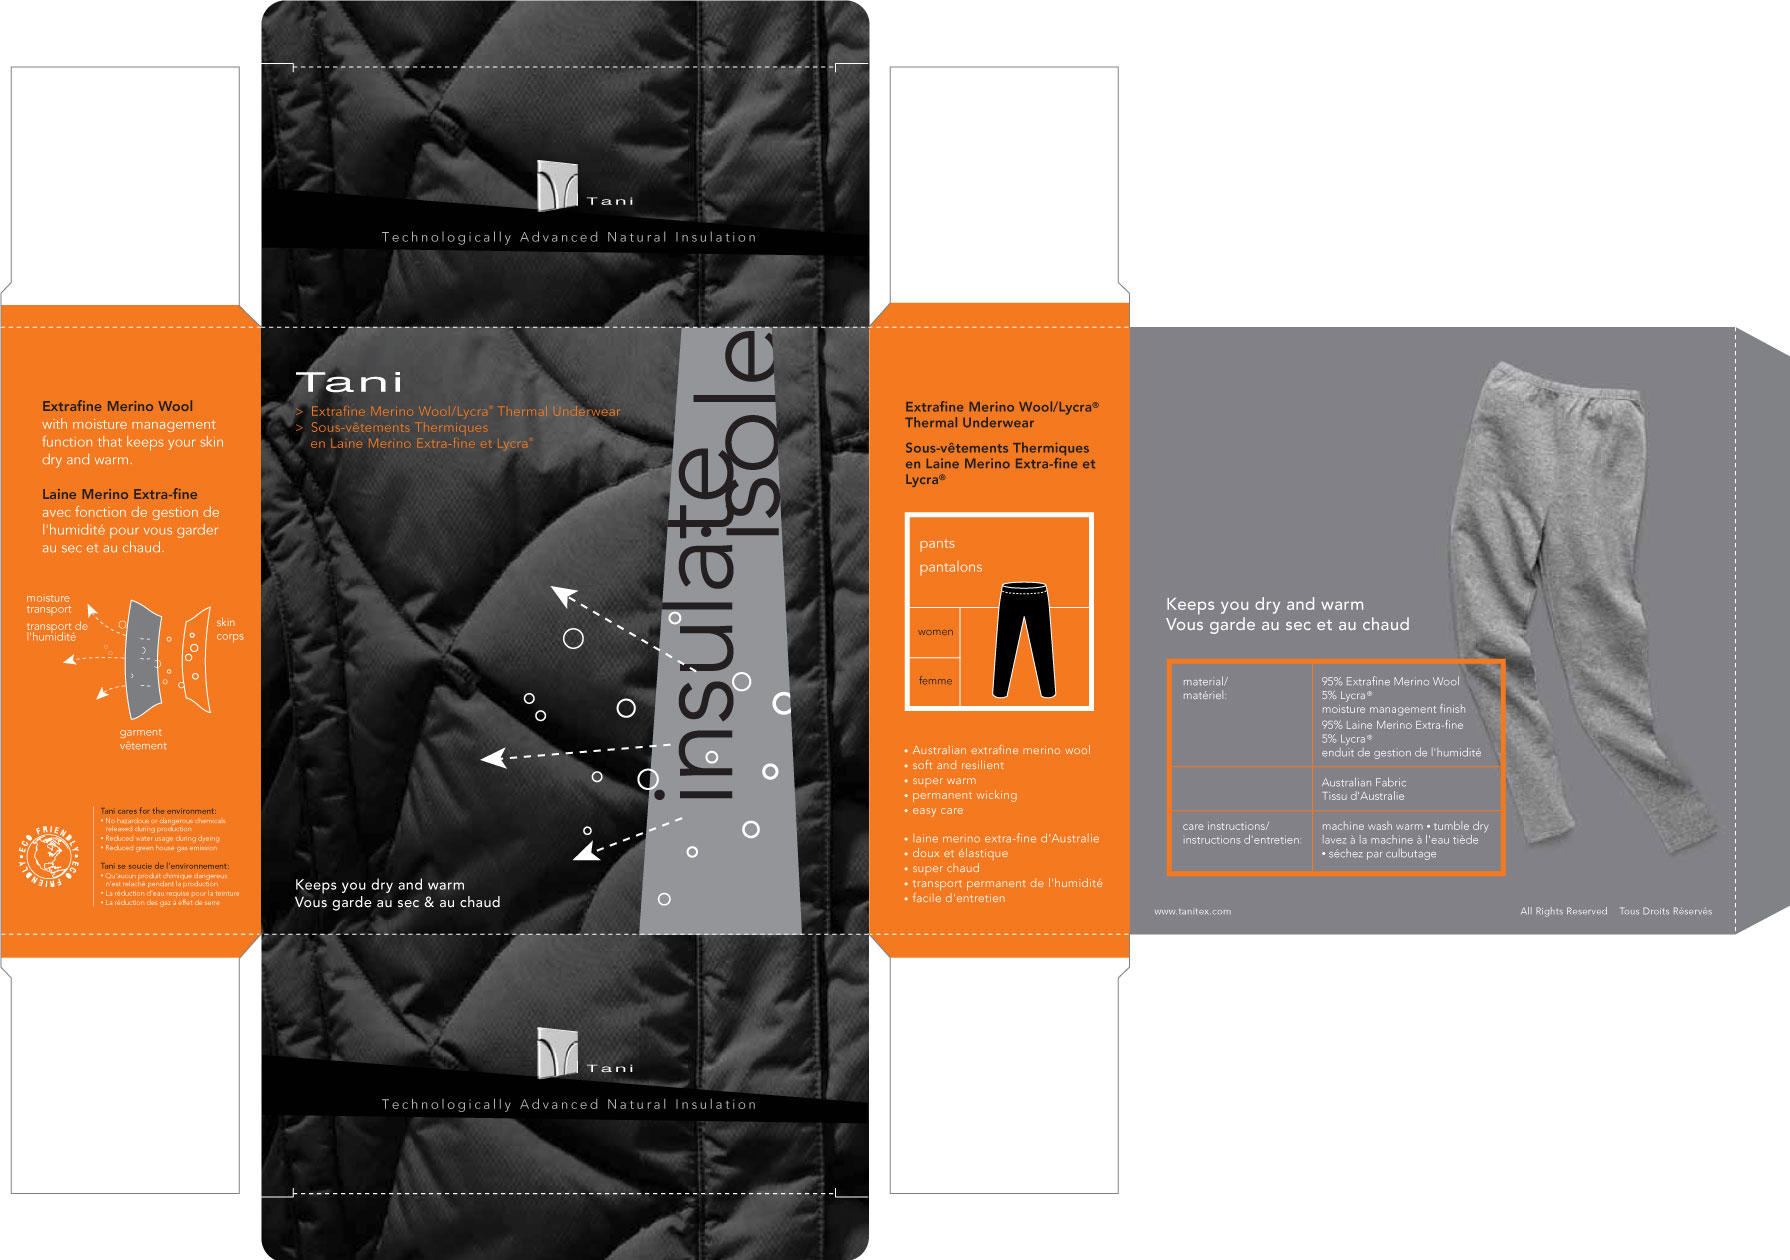 Tani
Technologically Advanced Natural Insulation
Extrafine Merino Wool
with moisture management
function that keeps your skin
dry and warm.
Laine Merino Extra-fine
avec fonction de gestion de
l'humidité pour vous garder
au sec et au chaud.
moisture
transport
transport de
l'humidité
skin
corps
garment
vêtement
ECO FRIENDLY • ECO FRIENDLY •
Tani cares for the environment:
• No hazardous or dangerous chemicals
released during production
• Reduced water usage during dyeing
• Reduced green house gas emission
Tani se soucie de l'environnement:
• Qu'aucun produit chimique dangereus
n'est relaché pendant la production
• La réduction d'eau requise pour la teinture
• La réduction des gaz à effet de serre
Tani
> Extrafine Merino Wool/Lycra® Thermal Underwear
> Sous-vêtements Thermiques
en Laine Merino Extra-fine et Lycra®
insulate
isole
Keeps you dry and warm
Vous garde au sec & au chaud
Extrafine Merino Wool/Lycra®
Thermal Underwear
Sous-vêtements Thermiques
en Laine Merino Extra-fine et
Lycra®
pants
pantalons
women
femme
• Australian extrafine merino wool
• soft and resilient
• super warm
• permanent wicking
• easy care
• laine merino extra-fine d'Australie
• doux et élastique
• super chaud
• transport permanent de l'humidité
• facile d'entretien
Keeps you dry and warm
Vous garde au sec et au chaud
material/
matériel:
95% Extrafine Merino Wool
5% Lycra®
moisture management finish
95% Laine Merino Extra-fine
5% Lycra®
enduit de gestion de l'humidité
Australian Fabric
Tissu d'Australie
care instructions/
instructions d'entretien:
machine wash warm • tumble dry
lavez à la machine à l'eau tiède
• séchez par culbutage
www.tanitex.com
All Rights Reserved Tous Droits Réservés
Tani
Technologically Advanced Natural Insulation